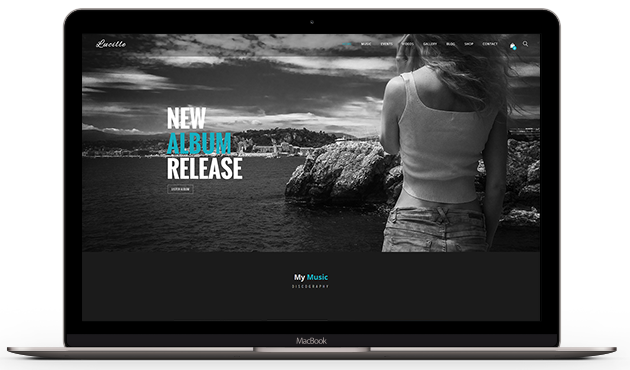 Lucille
MUSIC EVENTS VIDEOS GALLERY BLOG SHOP CONTACT
NEW
ALBUM
RELEASE
LISTEN ALBUM
My Music
DISCOGRAPHY
MacBook